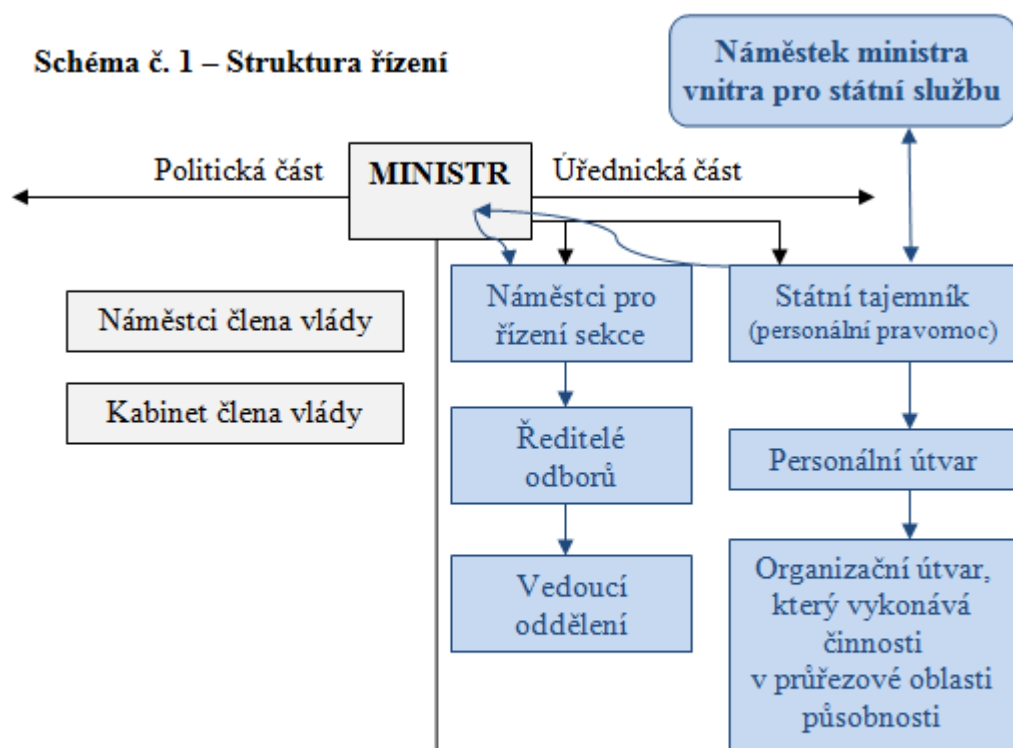 Schéma č. 1 – Struktura řízení
Náměstek ministra
vnitra pro státní službu
Politická část
MINISTR
Úřednická část
Náměstci člena vlády
Kabinet člena vlády
Náměstci pro
řízení sekce
Ředitelé
odborů
Vedoucí
oddělení
Státní tajemník
(personální pravomoc)
Personální útvar
Organizační útvar,
který vykonává
činnosti
v průřezové oblasti
působnosti